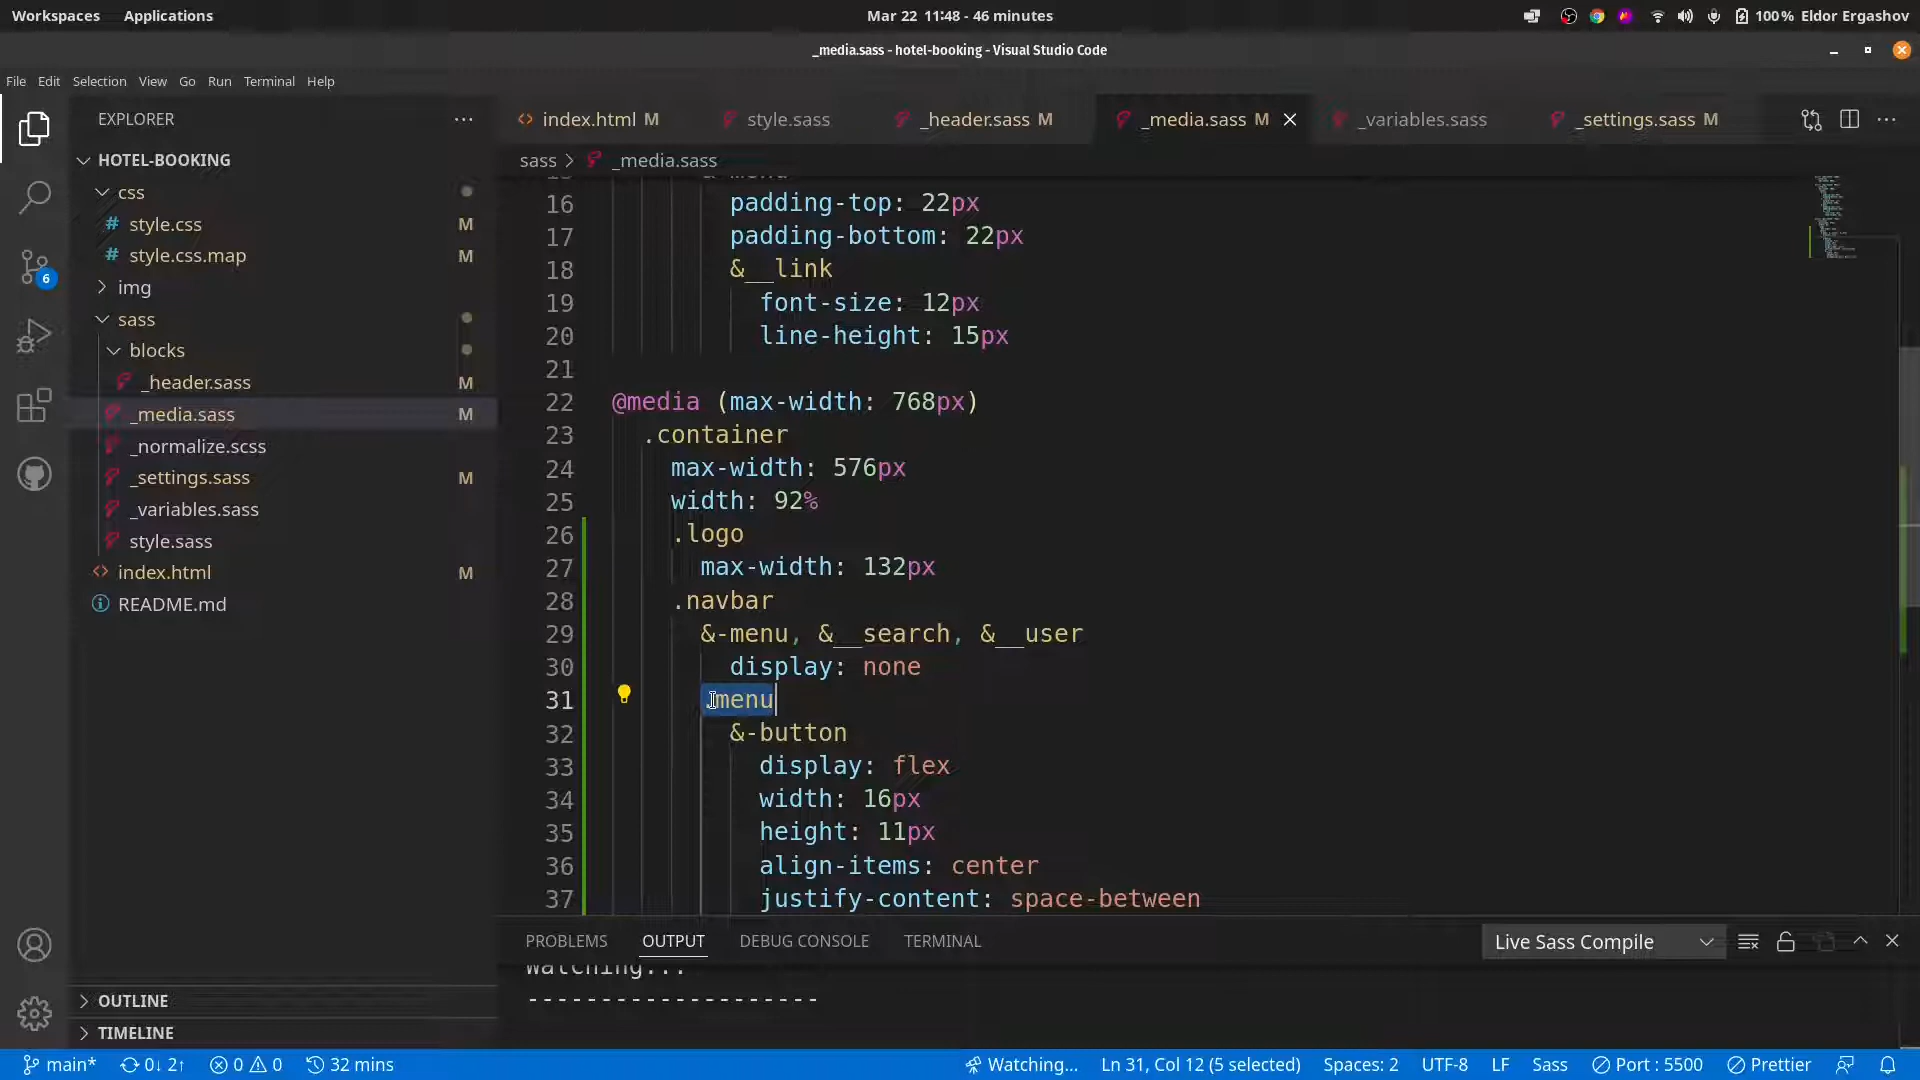 Workspaces Applications Mar 22 11:48 - 46 minutes 100% Eldor Ergashov
_media.sass - hotel-booking - Visual Studio Code
File Edit Selection View Go Run Terminal Help
EXPLORER
HOTEL-BOOKING
css
style.css M
style.css.map M
img
sass
blocks
_header.sass M
_media.sass M
_normalize.scss
_settings.sass M
_variables.sass
style.sass
index.html M
README.md
OUTLINE
TIMELINE
6
index.html M style.sass _header.sass M _media.sass M _variables.sass _settings.sass M
sass > _media.sass
16 padding-top: 22px
17 padding-bottom: 22px
18 &__link
19 font-size: 12px
20 line-height: 15px
21
22 @media (max-width: 768px)
23 .container
24 max-width: 576px
25 width: 92%
26 .logo
27 max-width: 132px
28 .navbar
29 &-menu, &__search, &__user
30 display: none
31 .menu
32 &-button
33 display: flex
34 width: 16px
35 height: 11px
36 align-items: center
37 justify-content: space-between
PROBLEMS OUTPUT DEBUG CONSOLE TERMINAL Live Sass Compile
Watching...
--------------------
main* 0↓ 2↑ 0 0 32 mins Watching... Ln 31, Col 12 (5 selected) Spaces: 2 UTF-8 LF Sass Port : 5500 Prettier